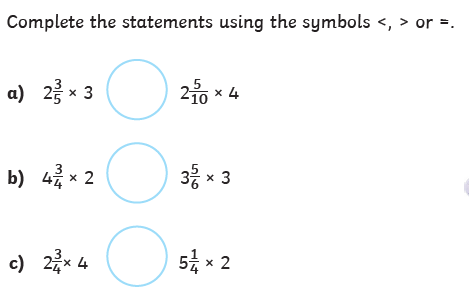 Complete the statements using the symbols <, > or =.
a) 2 3/5 × 3 2 5/10 × 4
b) 4 3/4 × 2 3 5/6 × 3
c) 2 3/4 × 4 5 1/4 × 2